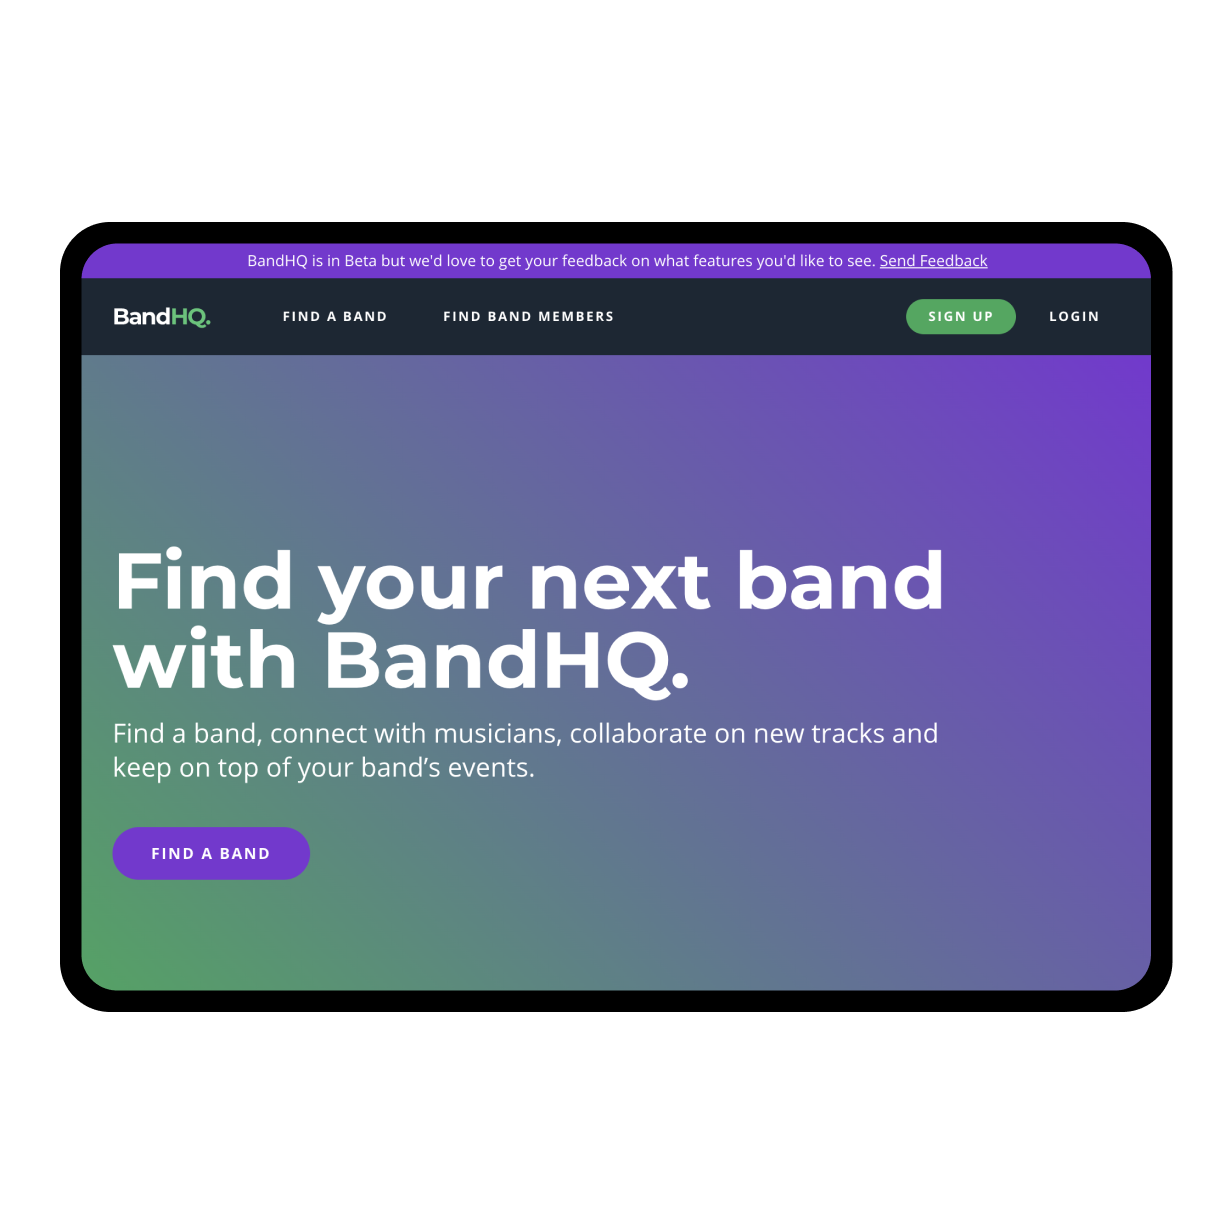 BandHQ is in Beta but we'd love to get your feedback on what features you'd like to see. Send Feedback
BandHQ. FIND A BAND FIND BAND MEMBERS SIGN UP LOGIN
Find your next band
with BandHQ.
Find a band, connect with musicians, collaborate on new tracks and
keep on top of your band’s events.
FIND A BAND